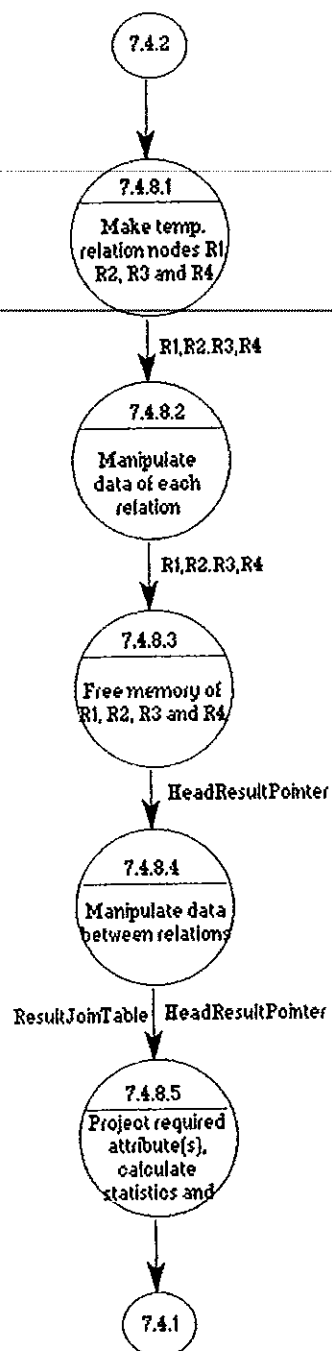 7.4.2
7.4.8.1
Make temp.
relation nodes R1,
R2, R3 and R4.
R1,R2.R3,R4
7.4.8.2
Manipulate
data of each
relation
R1,R2.R3,R4
7.4.8.3
Free memory of
R1, R2, R3 and R4.
HeadResultPointer
7.4.8.4
Manipulate data
between relations
ResultJoinTable HeadResultPointer
7.4.8.5
Project required
attribute(s),
calculate
statistics and
7.4.1